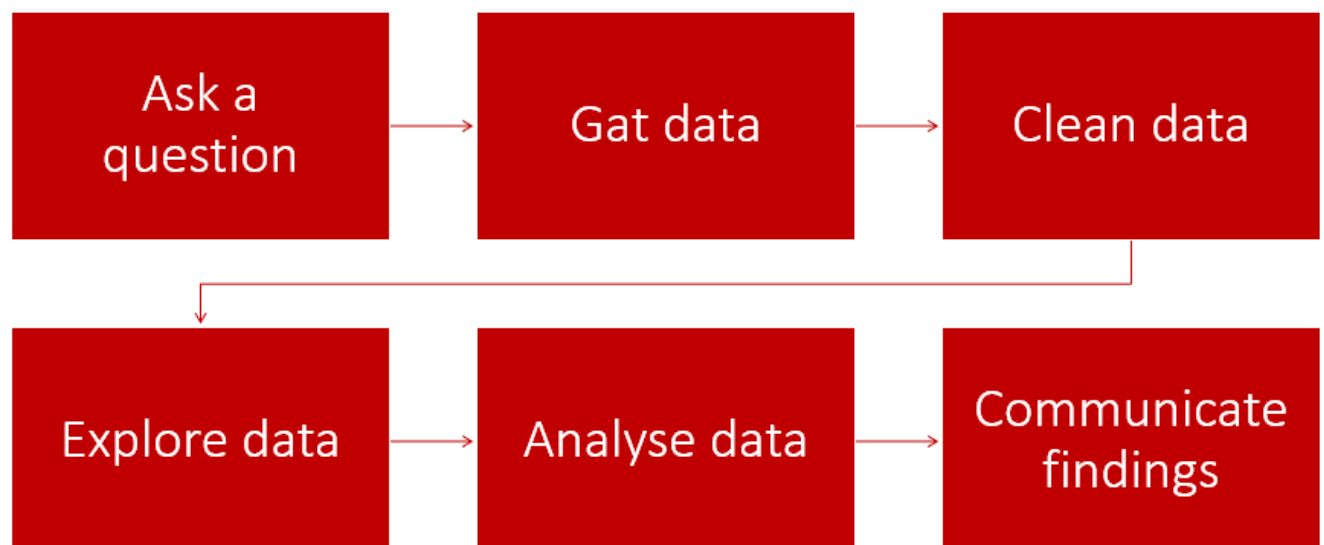 Ask a
question
Gat data
Clean data
Explore data
Analyse data
Communicate
findings